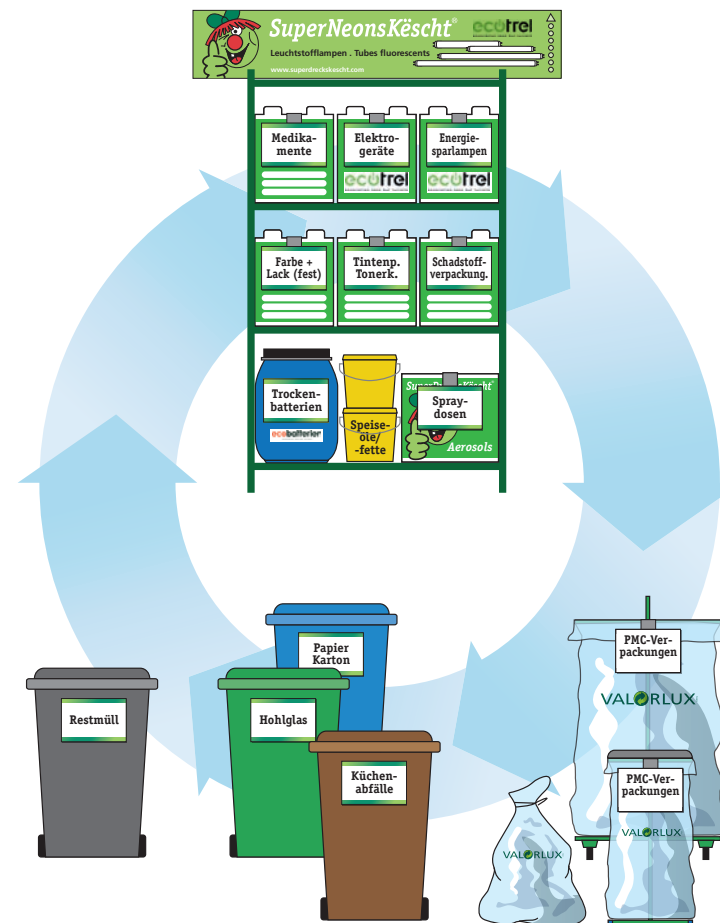 SuperNeonsKëscht®
ecotrel
Leuchtstofflampen . Tubes fluorescents
www.superdreckskescht.com
Medika-
mente
Elektro-
geräte
ecotrel
Energie-
sparlampen
ecotrel
Farbe +
Lack (fest)
Tintenp.
Tonerk.
Schadstoff-
verpackung.
Trocken-
batterien
ecobatterien
Speise-
öle/
-fette
Spray-
dosen
Aerosols
Restmüll
Papier
Karton
Hohlglas
Küchen-
abfälle
PMC-Ver-
packungen
VALORLUX
PMC-Ver-
packungen
VALORLUX
VALORLUX